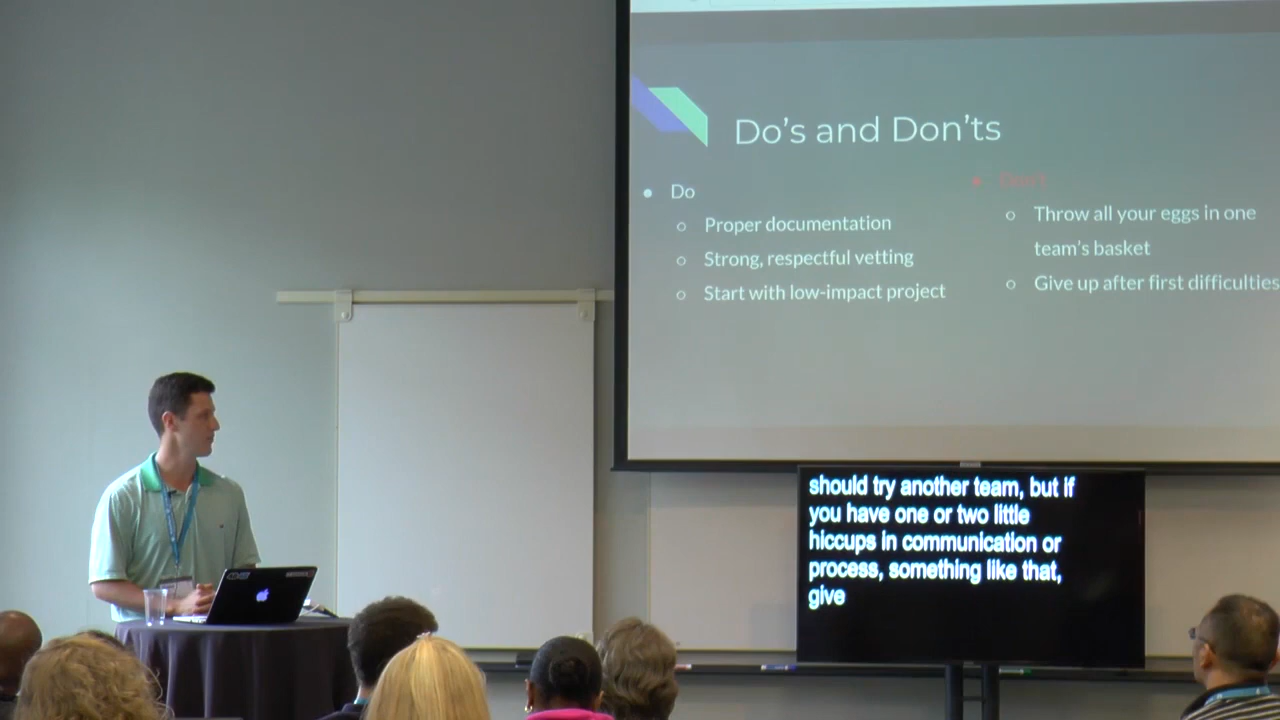 Do's and Don'ts
Do
Proper documentation
Strong, respectful vetting
Start with low-impact project
Don't
Throw all your eggs in one
team's basket
Give up after first difficulties
should try another team, but if
you have one or two little
hiccups in communication or
process, something like that,
give